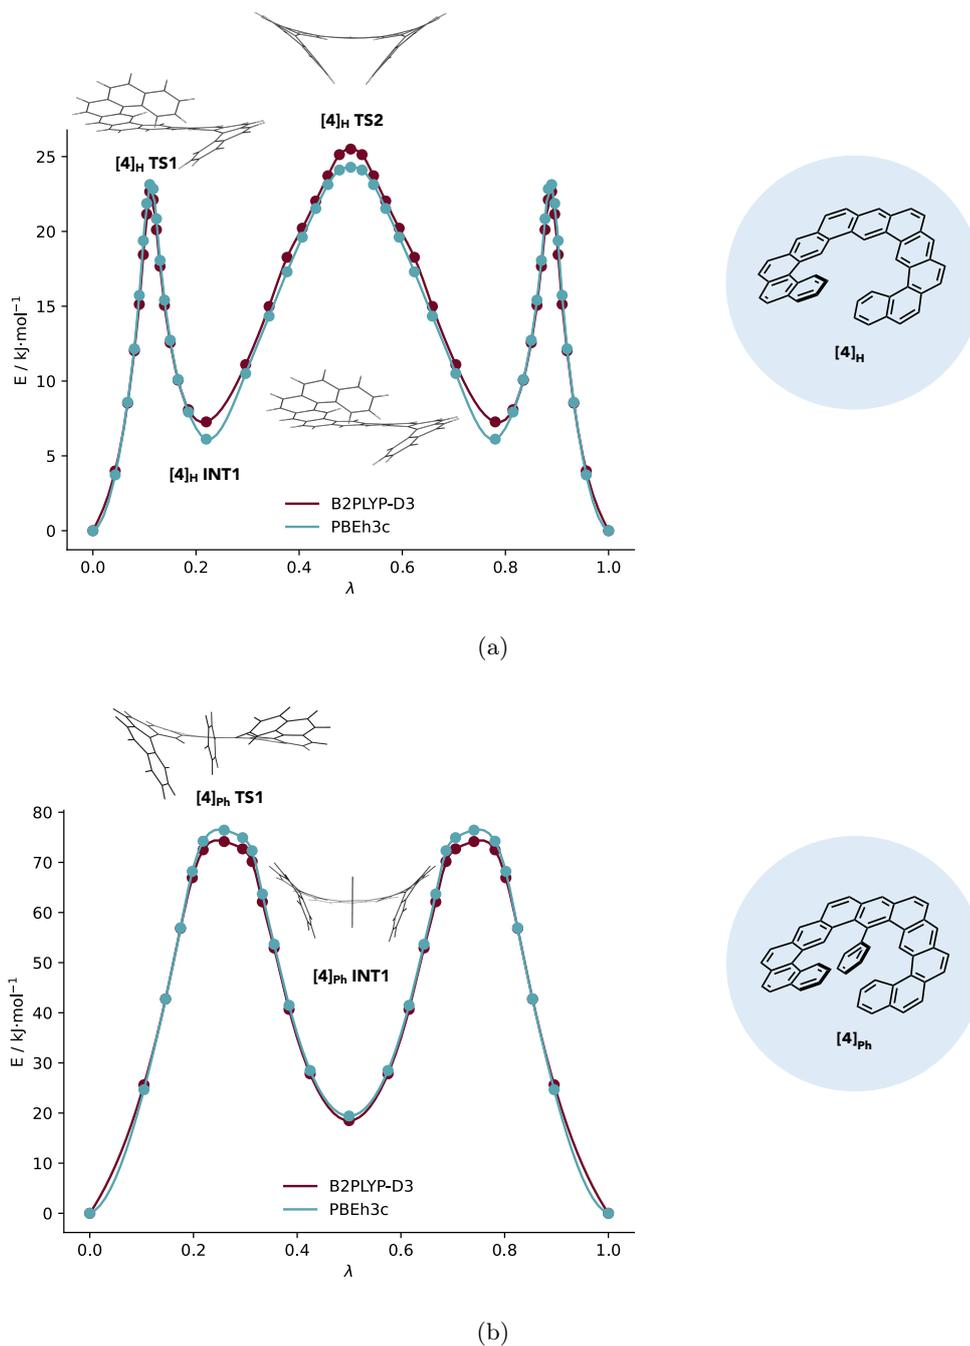 [4]H TS2
[4]H TS1
25
20
15
10
5
0
E / kJ·mol−1
[4]H INT1
B2PLYP-D3
PBEh3c
0.0 0.2 0.4 0.6 0.8 1.0
λ
[4]H
(a)
[4]Ph TS1
80
70
60
50
40
30
20
10
0
E / kJ·mol−1
[4]Ph INT1
B2PLYP-D3
PBEh3c
0.0 0.2 0.4 0.6 0.8 1.0
λ
[4]Ph
(b)